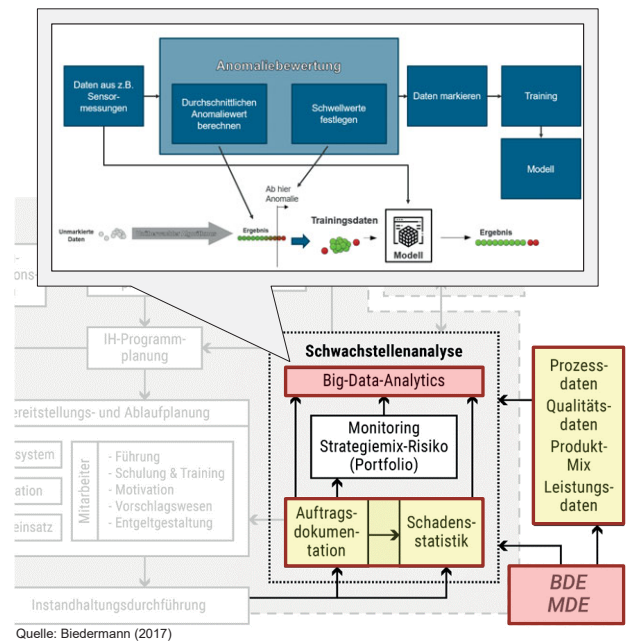 Anomaliebewertung
Daten aus z.B.
Sensor-
messungen
Durchschnittlichen
Anomaliewert
berechnen
Schwellwerte
festlegen
Daten markieren
Training
Modell
Ab hier
Anomalie
Unmarkierte
Daten
Ergebnis
Trainingsdaten
Modell
Ergebnis
IH-Programm-
planung
ereitstellungs- und Ablaufplanung
system
ation
einsatz
Mitarbeiter
- Führung
- Schulung & Training
- Motivation
- Vorschlagswesen
- Entgeltgestaltung
Instandhaltungsdurchführung
Schwachstellenanalyse
Big-Data-Analytics
Monitoring
Strategiemix-Risiko
(Portfolio)
Auftrags-
dokumen-
tation
Schadens-
statistik
Prozess-
daten
Qualitäts-
daten
Produkt-
Mix
Leistungs-
daten
BDE
MDE
Quelle: Biedermann (2017)